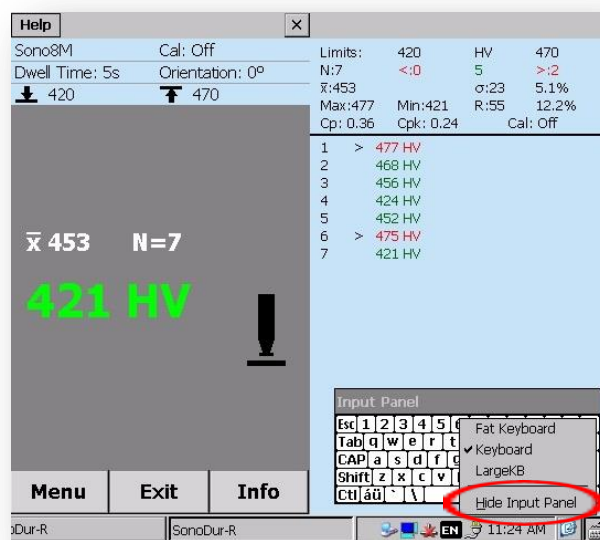 Help ×
Sono8M Cal: Off
Dwell Time: 5s Orientation: 0º
420 470
x̅ 453 N=7
421 HV
Menu Exit Info
Limits: 420 HV 470
N:7 <:0 5 >:2
x̅:453 σ:23 5.1%
Max:477 Min:421 R:55 12.2%
Cp: 0.36 Cpk: 0.24 Cal: Off
1 > 477 HV
2 468 HV
3 456 HV
4 424 HV
5 452 HV
6 > 475 HV
7 421 HV
Input Panel
Esc 1 2 3 4 5 6
Tab q w e r t
CAP a s d f g
Shift z x c v
Ctl áü ` \
Fat Keyboard
Keyboard
LargeKB
Hide Input Panel
oDur-R SonoDur-R EN 11:24 AM